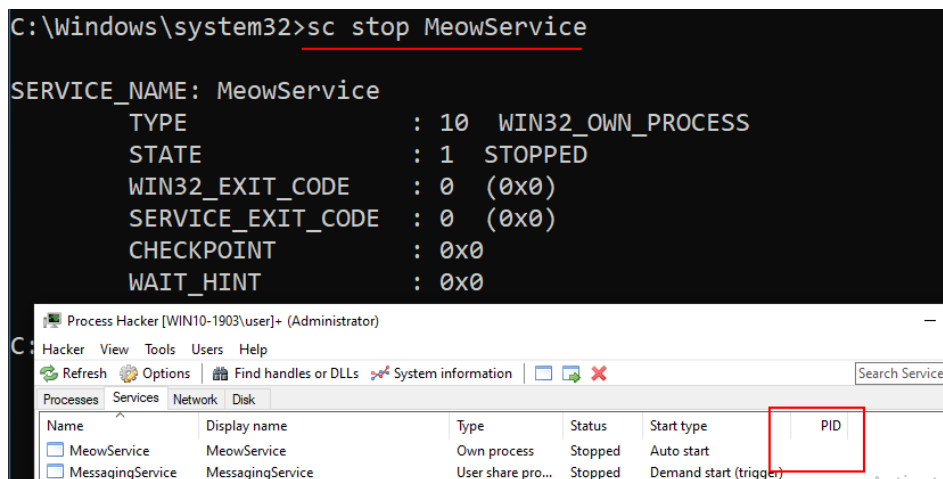 C:\Windows\system32>sc stop MeowService
SERVICE_NAME: MeowService
TYPE : 10 WIN32_OWN_PROCESS
STATE : 1 STOPPED
WIN32_EXIT_CODE : 0 (0x0)
SERVICE_EXIT_CODE : 0 (0x0)
CHECKPOINT : 0x0
WAIT_HINT : 0x0
Process Hacker [WIN10-1903\user]+ (Administrator)
C:
Hacker View Tools Users Help
Refresh Options Find handles or DLLs System information Search Service
Processes Services Network Disk
Name Display name Type Status Start type PID
MeowService MeowService Own process Stopped Auto start
MessagingService MessagingService User share pro... Stopped Demand start (trigger)